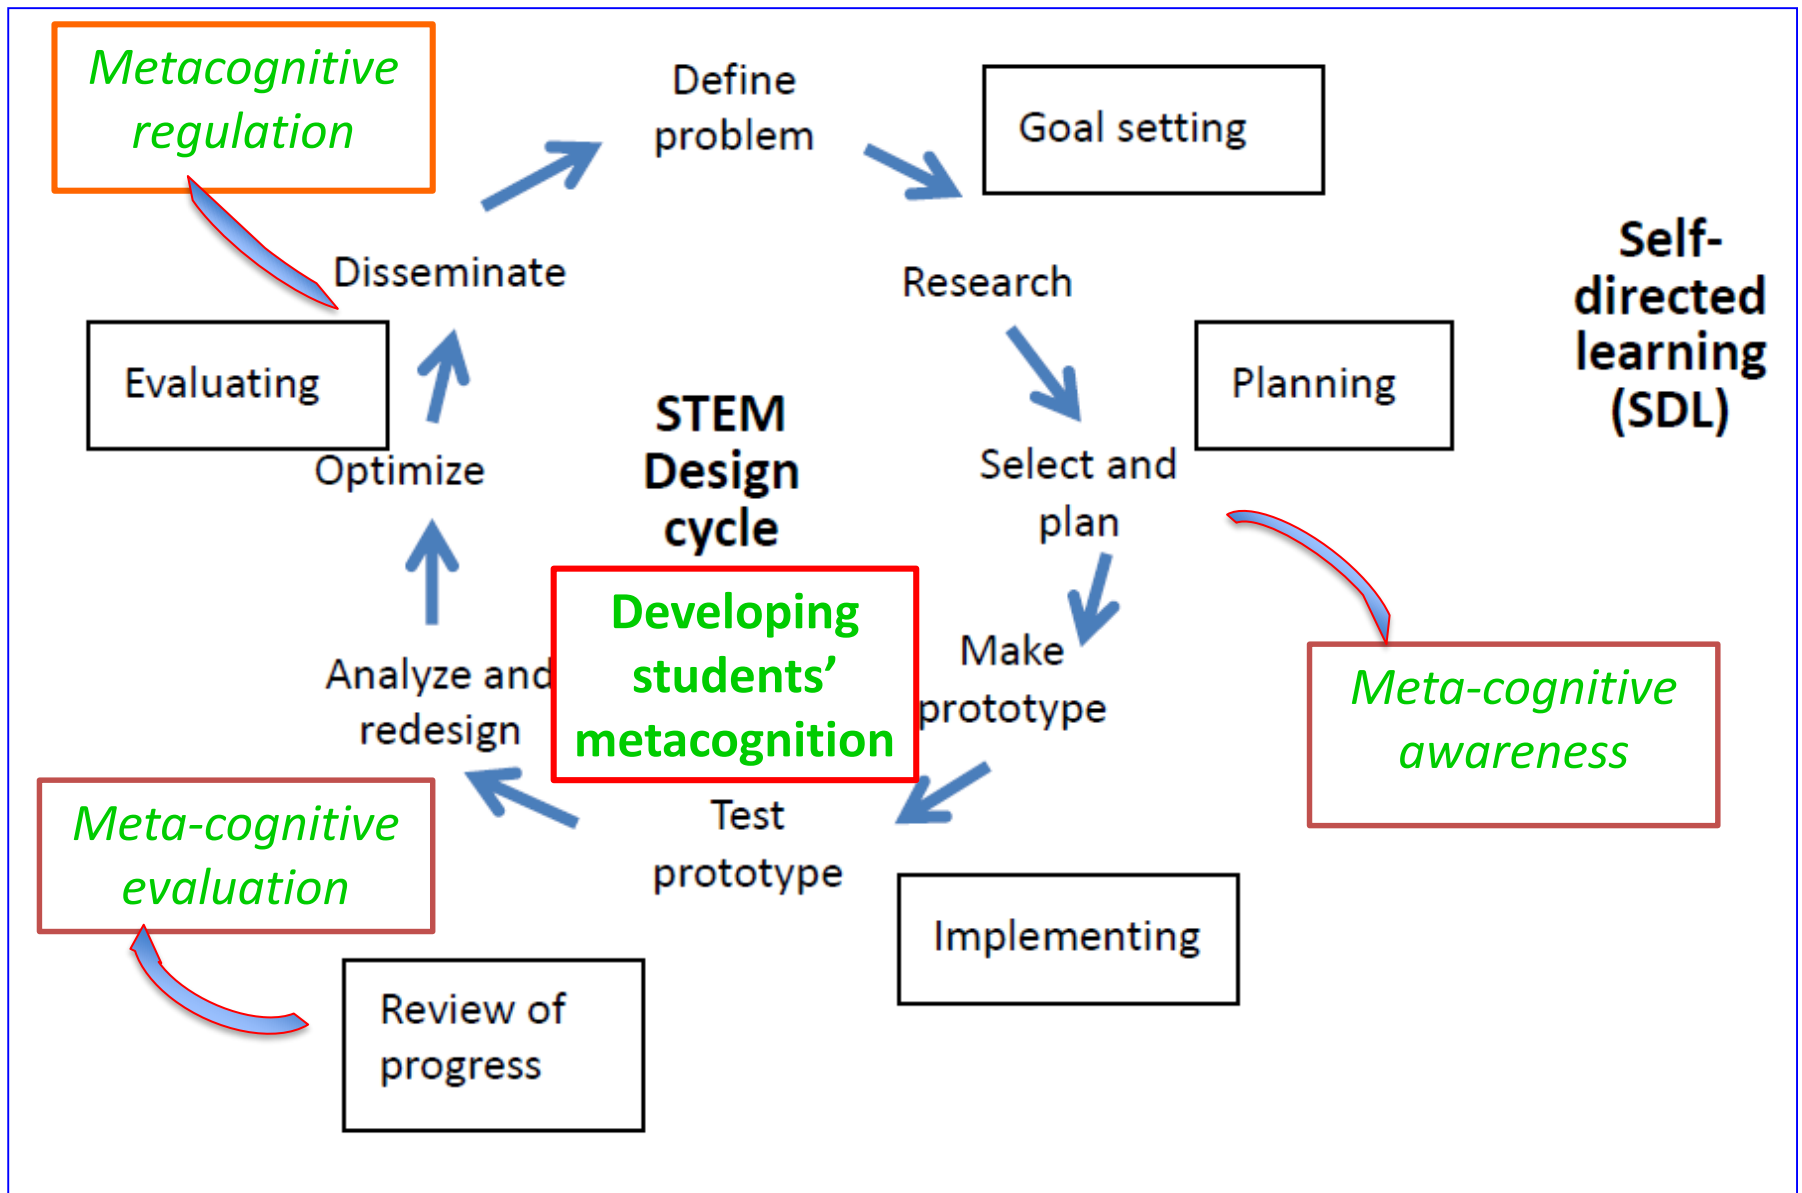 Metacognitive
regulation
Define
problem
Goal setting
Self-
directed
learning
(SDL)
Disseminate
Research
Evaluating
Planning
STEM
Design
cycle
Optimize
Select and
plan
Developing
students’
metacognition
Analyze and
redesign
Make
prototype
Meta-cognitive
awareness
Meta-cognitive
evaluation
Test
prototype
Implementing
Review of
progress